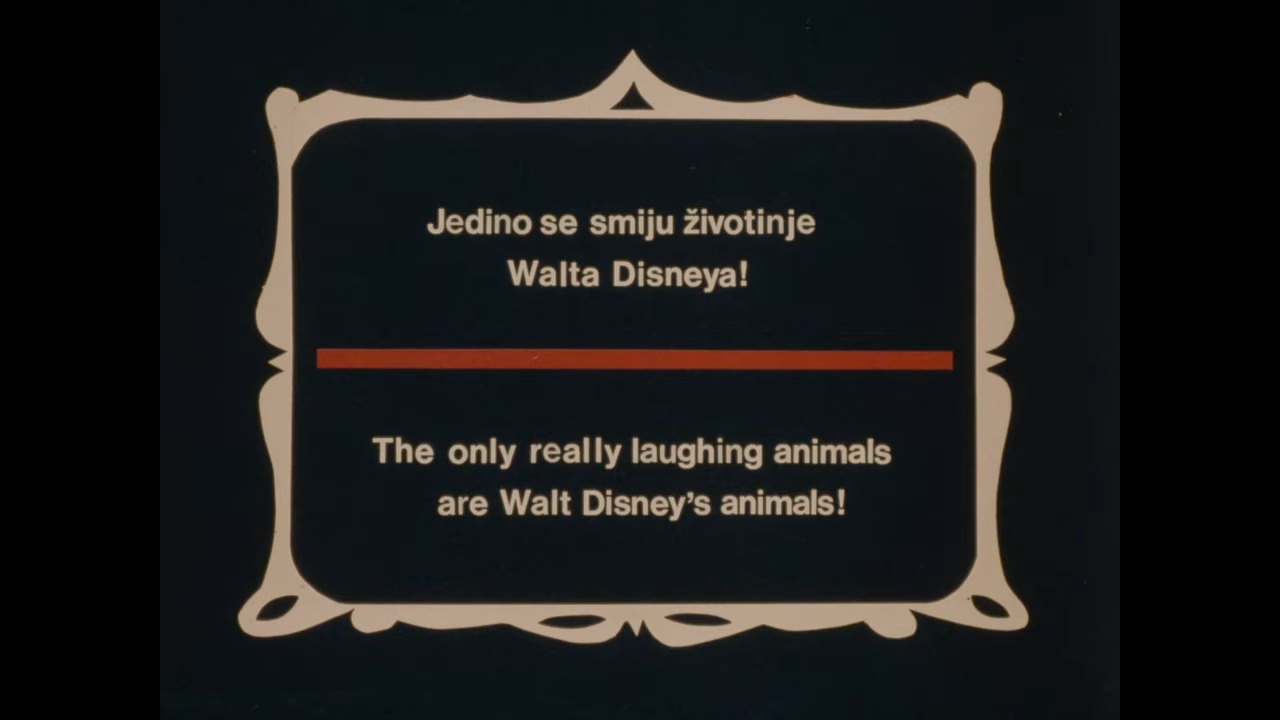 Jedino se smiju životinje
Walta Disneya!
The only really laughing animals
are Walt Disney's animals!